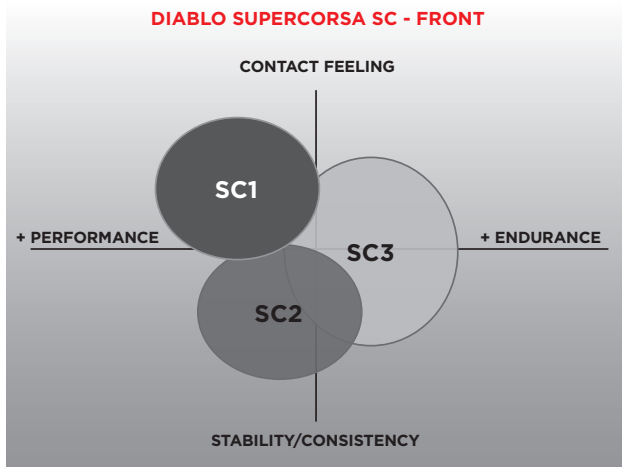 DIABLO SUPERCORSA SC - FRONT
CONTACT FEELING
SC1
+ PERFORMANCE
+ ENDURANCE
SC3
SC2
STABILITY/CONSISTENCY